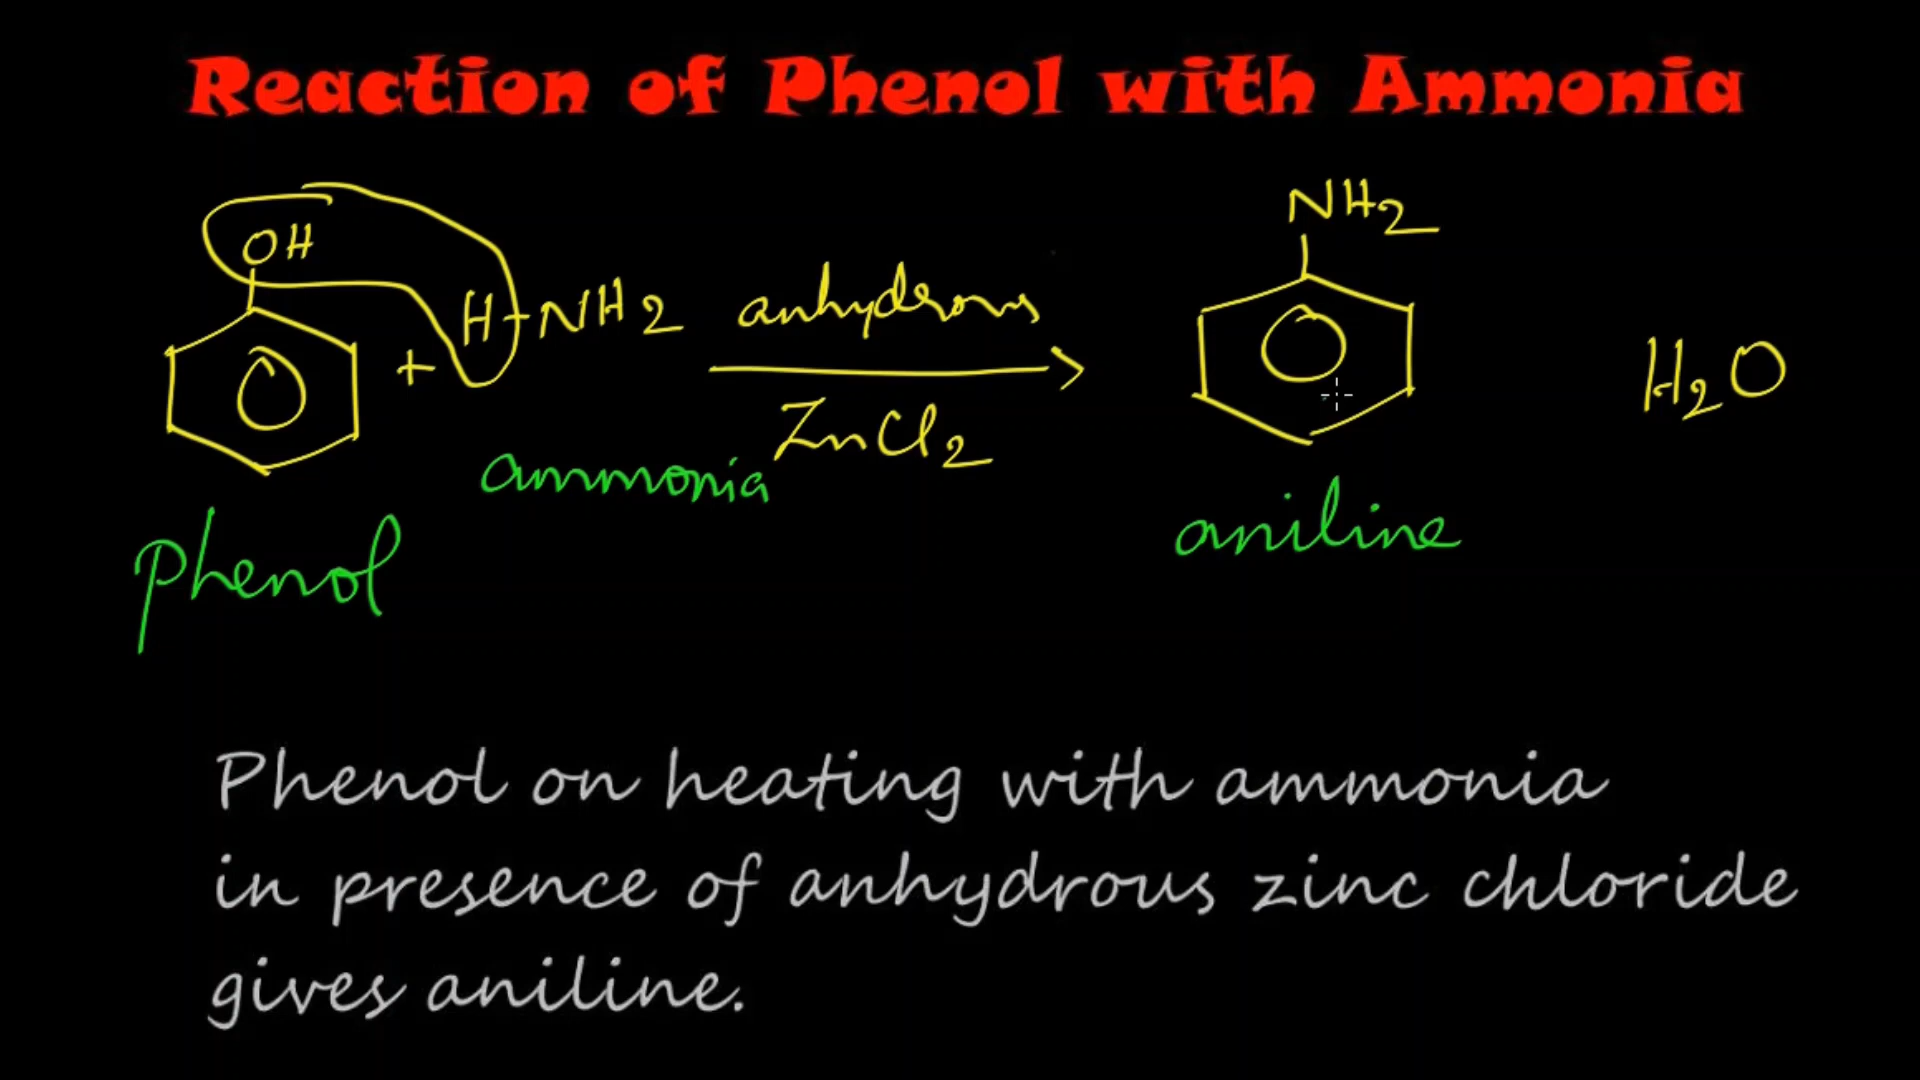 Reaction of Phenol with Ammonia
OH
+ H-NH2 anhydrous
ZnCl2
NH2
H2O
ammonia
phenol
aniline
Phenol on heating with ammonia
in presence of anhydrous zinc chloride
gives aniline.